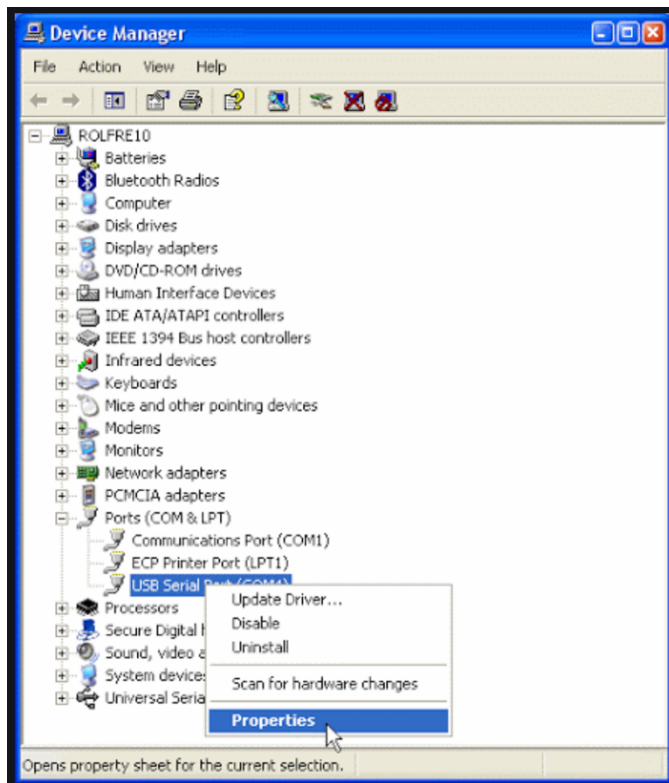 Device Manager
File Action View Help
ROLFRE10
Batteries
Bluetooth Radios
Computer
Disk drives
Display adapters
DVD/CD-ROM drives
Human Interface Devices
IDE ATA/ATAPI controllers
IEEE 1394 Bus host controllers
Infrared devices
Keyboards
Mice and other pointing devices
Modems
Monitors
Network adapters
PCMCIA adapters
Ports (COM & LPT)
Communications Port (COM1)
ECP Printer Port (LPT1)
USB Serial
Update Driver...
Processors
Disable
Secure Digital
Uninstall
Sound, video
System devices
Scan for hardware changes
Universal
Properties
Opens property sheet for the current selection.